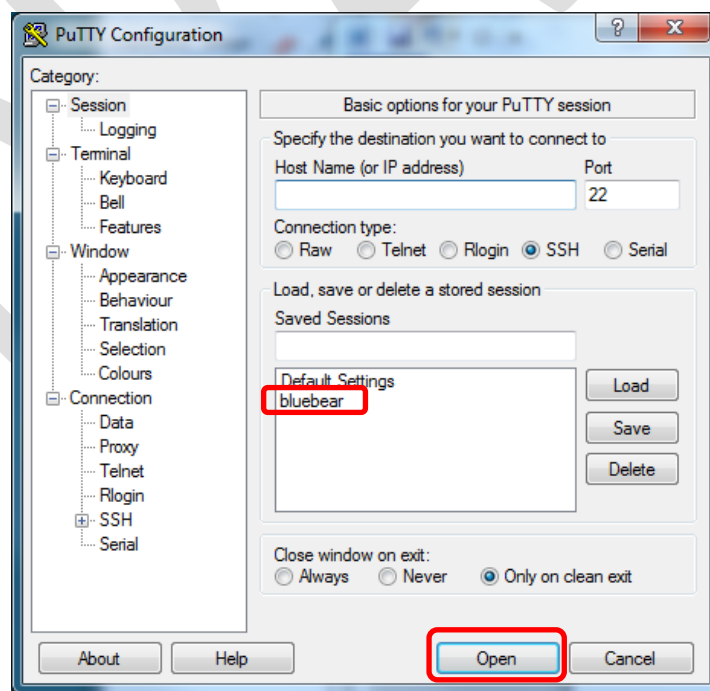 PuTTY Configuration
Category:
Session
Logging
Terminal
Keyboard
Bell
Features
Window
Appearance
Behaviour
Translation
Selection
Colours
Connection
Data
Proxy
Telnet
Rlogin
SSH
Serial
Basic options for your PuTTY session
Specify the destination you want to connect to
Host Name (or IP address) Port
22
Connection type:
Raw Telnet Rlogin SSH Serial
Load, save or delete a stored session
Saved Sessions
Default Settings
bluebear
Load
Save
Delete
Close window on exit:
Always Never Only on clean exit
About Help Open Cancel